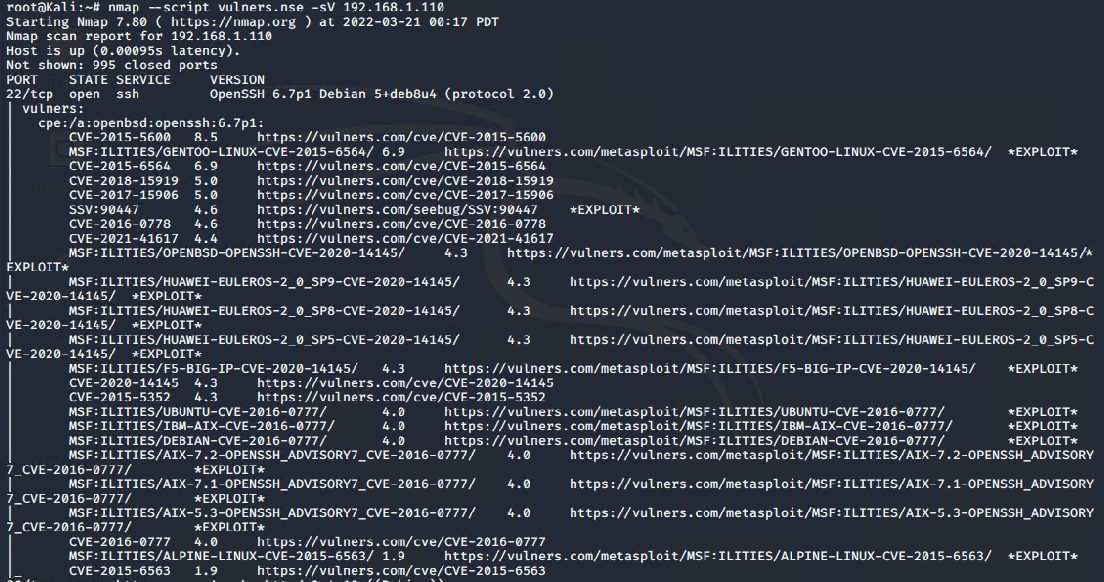 root@Kali:~# nmap --script vulners.nse -sV 192.168.1.110
Starting Nmap 7.80 ( https://nmap.org ) at 2022-03-21 00:17 PDT
Nmap scan report for 192.168.1.110
Host is up (0.00095s latency).
Not shown: 995 closed ports
PORT    STATE SERVICE     VERSION
22/tcp  open  ssh         OpenSSH 6.7p1 Debian 5+deb8u4 (protocol 2.0)
| vulners:
|   cpe:/a:openbsd:openssh:6.7p1:
|       CVE-2015-5600   8.5     https://vulners.com/cve/CVE-2015-5600
|       MSF:ILITIES/GENTOO-LINUX-CVE-2015-6564/ 6.9     https://vulners.com/metasploit/MSF:ILITIES/GENTOO-LINUX-CVE-2015-6564/  *EXPLOIT*
|       CVE-2015-6564   6.9     https://vulners.com/cve/CVE-2015-6564
|       CVE-2018-15919  5.0     https://vulners.com/cve/CVE-2018-15919
|       CVE-2017-15906  5.0     https://vulners.com/cve/CVE-2017-15906
|       SSV:90447       4.6     https://vulners.com/seebug/SSV:90447    *EXPLOIT*
|       CVE-2016-0778   4.6     https://vulners.com/cve/CVE-2016-0778
|       CVE-2021-41617  4.4     https://vulners.com/cve/CVE-2021-41617
|       MSF:ILITIES/OPENBSD-OPENSSH-CVE-2020-14145/     4.3     https://vulners.com/metasploit/MSF:ILITIES/OPENBSD-OPENSSH-CVE-2020-14145/*
EXPLOIT*
|       MSF:ILITIES/HUAWEI-EULEROS-2_0_SP9-CVE-2020-14145/      4.3     https://vulners.com/metasploit/MSF:ILITIES/HUAWEI-EULEROS-2_0_SP9-C
VE-2020-14145/  *EXPLOIT*
|       MSF:ILITIES/HUAWEI-EULEROS-2_0_SP8-CVE-2020-14145/      4.3     https://vulners.com/metasploit/MSF:ILITIES/HUAWEI-EULEROS-2_0_SP8-C
VE-2020-14145/  *EXPLOIT*
|       MSF:ILITIES/HUAWEI-EULEROS-2_0_SP5-CVE-2020-14145/      4.3     https://vulners.com/metasploit/MSF:ILITIES/HUAWEI-EULEROS-2_0_SP5-C
VE-2020-14145/  *EXPLOIT*
|       MSF:ILITIES/F5-BIG-IP-CVE-2020-14145/   4.3     https://vulners.com/metasploit/MSF:ILITIES/F5-BIG-IP-CVE-2020-14145/    *EXPLOIT*
|       CVE-2020-14145  4.3     https://vulners.com/cve/CVE-2020-14145
|       CVE-2015-5352   4.3     https://vulners.com/cve/CVE-2015-5352
|       MSF:ILITIES/UBUNTU-CVE-2016-0777/       4.0     https://vulners.com/metasploit/MSF:ILITIES/UBUNTU-CVE-2016-0777/        *EXPLOIT*
|       MSF:ILITIES/IBM-AIX-CVE-2016-0777/      4.0     https://vulners.com/metasploit/MSF:ILITIES/IBM-AIX-CVE-2016-0777/       *EXPLOIT*
|       MSF:ILITIES/DEBIAN-CVE-2016-0777/       4.0     https://vulners.com/metasploit/MSF:ILITIES/DEBIAN-CVE-2016-0777/        *EXPLOIT*
|       MSF:ILITIES/AIX-7.2-OPENSSH_ADVISORY7_CVE-2016-0777/    4.0     https://vulners.com/metasploit/MSF:ILITIES/AIX-7.2-OPENSSH_ADVISORY
7_CVE-2016-0777/        *EXPLOIT*
|       MSF:ILITIES/AIX-7.1-OPENSSH_ADVISORY7_CVE-2016-0777/    4.0     https://vulners.com/metasploit/MSF:ILITIES/AIX-7.1-OPENSSH_ADVISORY
7_CVE-2016-0777/        *EXPLOIT*
|       MSF:ILITIES/AIX-5.3-OPENSSH_ADVISORY7_CVE-2016-0777/    4.0     https://vulners.com/metasploit/MSF:ILITIES/AIX-5.3-OPENSSH_ADVISORY
7_CVE-2016-0777/        *EXPLOIT*
|       CVE-2016-0777   4.0     https://vulners.com/cve/CVE-2016-0777
|       MSF:ILITIES/ALPINE-LINUX-CVE-2015-6563/ 1.9     https://vulners.com/metasploit/MSF:ILITIES/ALPINE-LINUX-CVE-2015-6563/  *EXPLOIT*
|_      CVE-2015-6563   1.9     https://vulners.com/cve/CVE-2015-6563